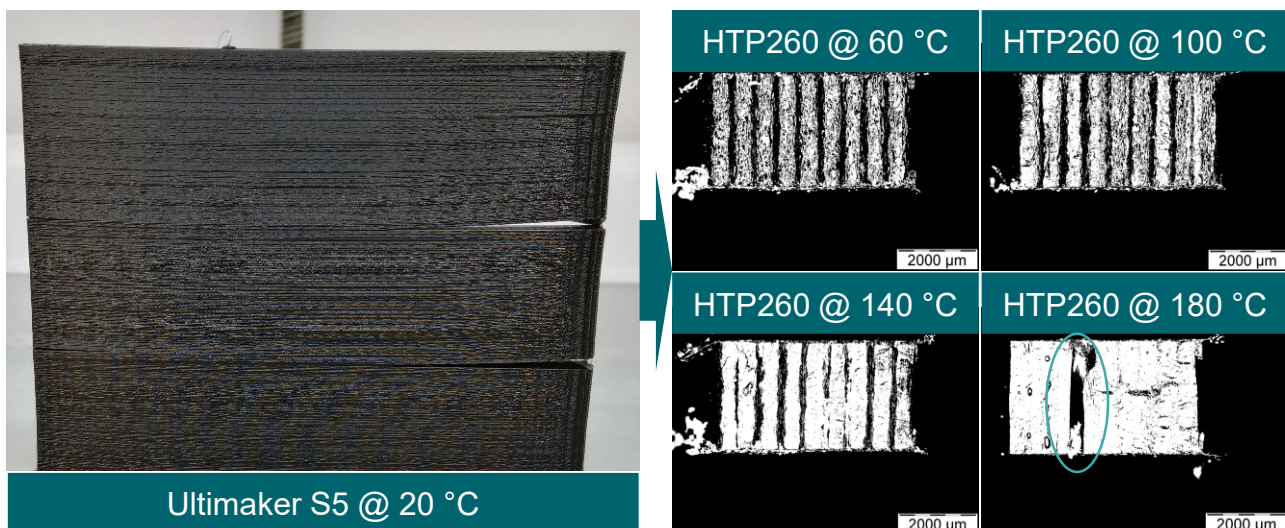 HTP260 @ 60 °C
HTP260 @ 100 °C
2000 µm
2000 µm
HTP260 @ 140 °C
HTP260 @ 180 °C
Ultimaker S5 @ 20 °C
2000 µm
2000 µm